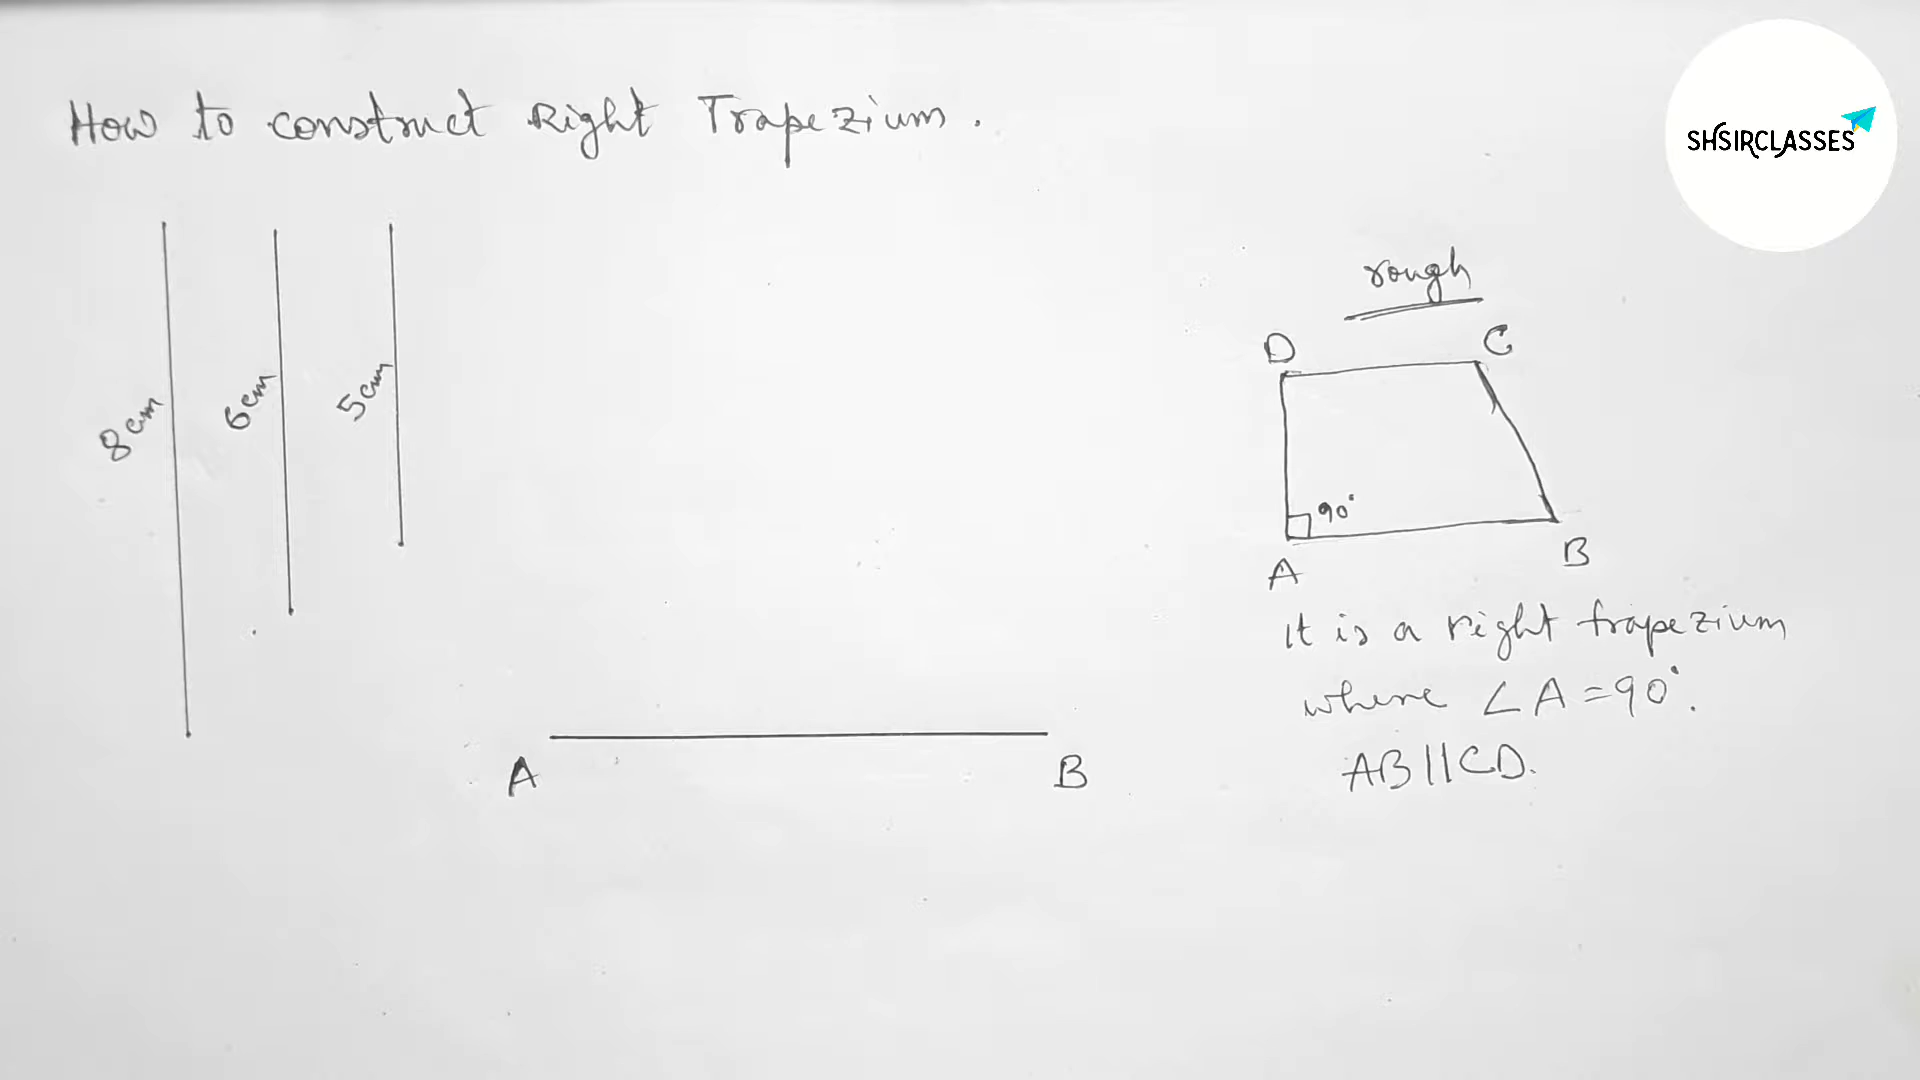 How to construct Right Trapezium.
SHSIRCLASSES
rough
D C
8cm 6cm 5cm
90°
A B
It is a right trapezium
where ∠A=90°.
AB||CD.
A B